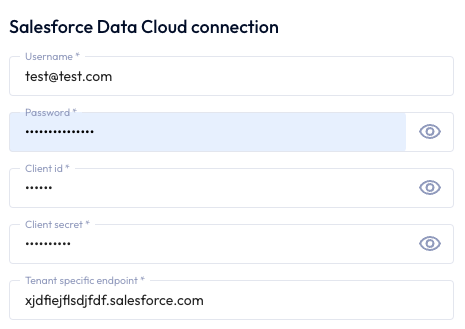 Salesforce Data Cloud connection
Username *
test@test.com
Password *
•••••••••••••••
Client id *
••••••
Client secret *
••••••••••
Tenant specific endpoint *
xjdfiejflsdjfdf.salesforce.com